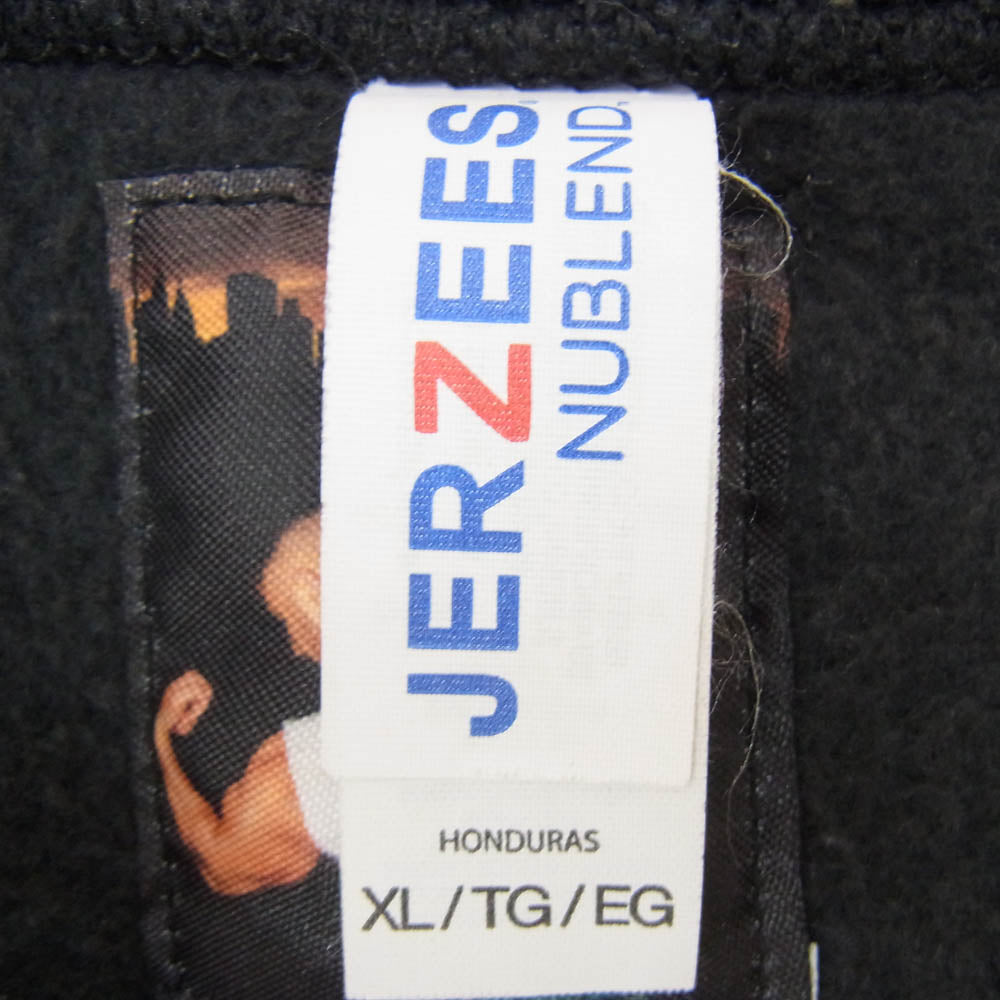 JERZEES
NUBLEND
HONDURAS
XL/TG/EG